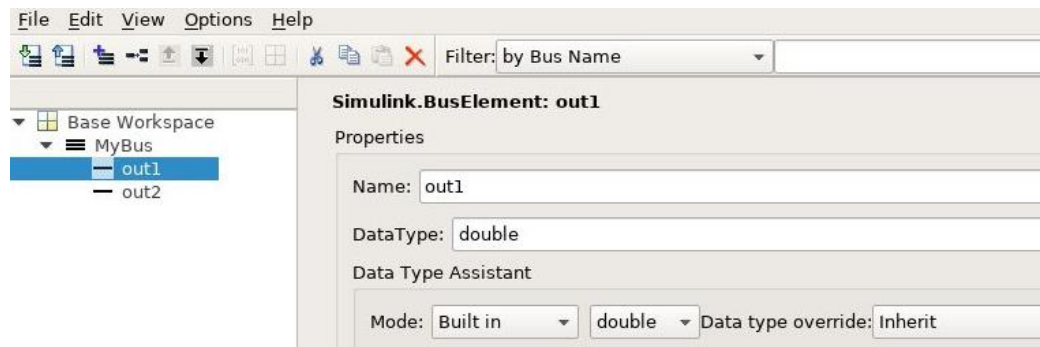 File Edit View Options Help
Filter: by Bus Name
Simulink.BusElement: out1
Base Workspace
Properties
MyBus
out1
out2
Name: out1
DataType: double
Data Type Assistant
Mode: Built in double Data type override: Inherit